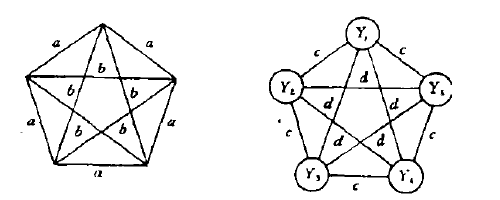 a a
b
b b
a b b a
a
Y₁
c c
d
Y₂ Y₅
d d
c d d c
Y₃ c Y₄